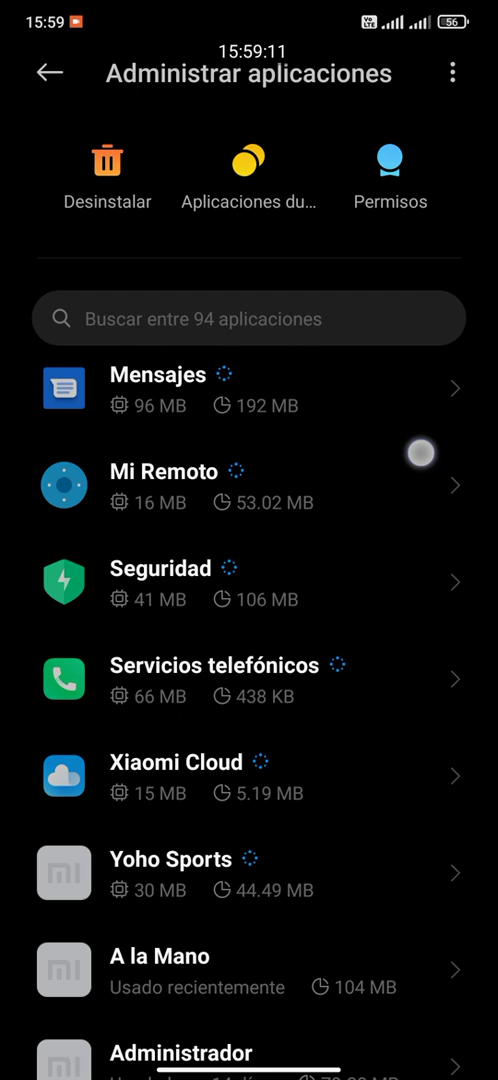 15:59
Vo LTE
56
15:59:11
Administrar aplicaciones
Desinstalar
Aplicaciones du...
Permisos
Buscar entre 94 aplicaciones
Mensajes
96 MB 192 MB
Mi Remoto
16 MB 53.02 MB
Seguridad
41 MB 106 MB
Servicios telefónicos
66 MB 438 KB
Xiaomi Cloud
15 MB 5.19 MB
Yoho Sports
30 MB 44.49 MB
A la Mano
Usado recientemente 104 MB
Administrador